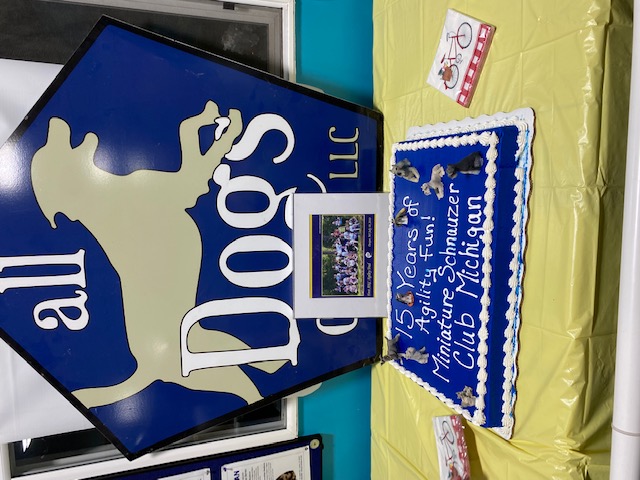 all
Dogs
LLC
15 Years of
Agility Fun!
Miniature Schnauzer
Club Michigan